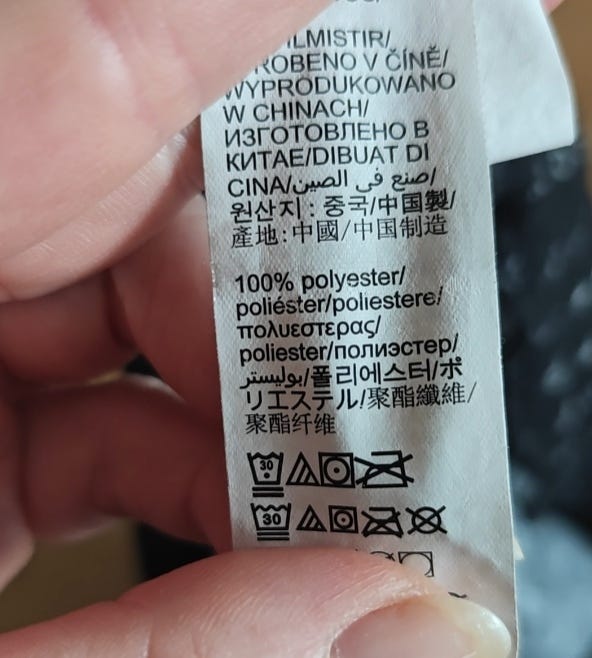 ROBENO V ČÍNĚ/
WYPRODUKOWANO
W CHINACH/
ИЗГОТОВЛЕНО В
КИТАЕ/DIBUAT DI
CINA/صنع في الصين/
원산지 : 중국/中国製/
產地:中國/中国制造
100% polyester/
poliéster/poliestere/
πολυεστερας/
poliester/полиэстер/
بوليستر/폴리에스터/ポ
リエステル/聚酯纖維/
聚酯纤维
30
30